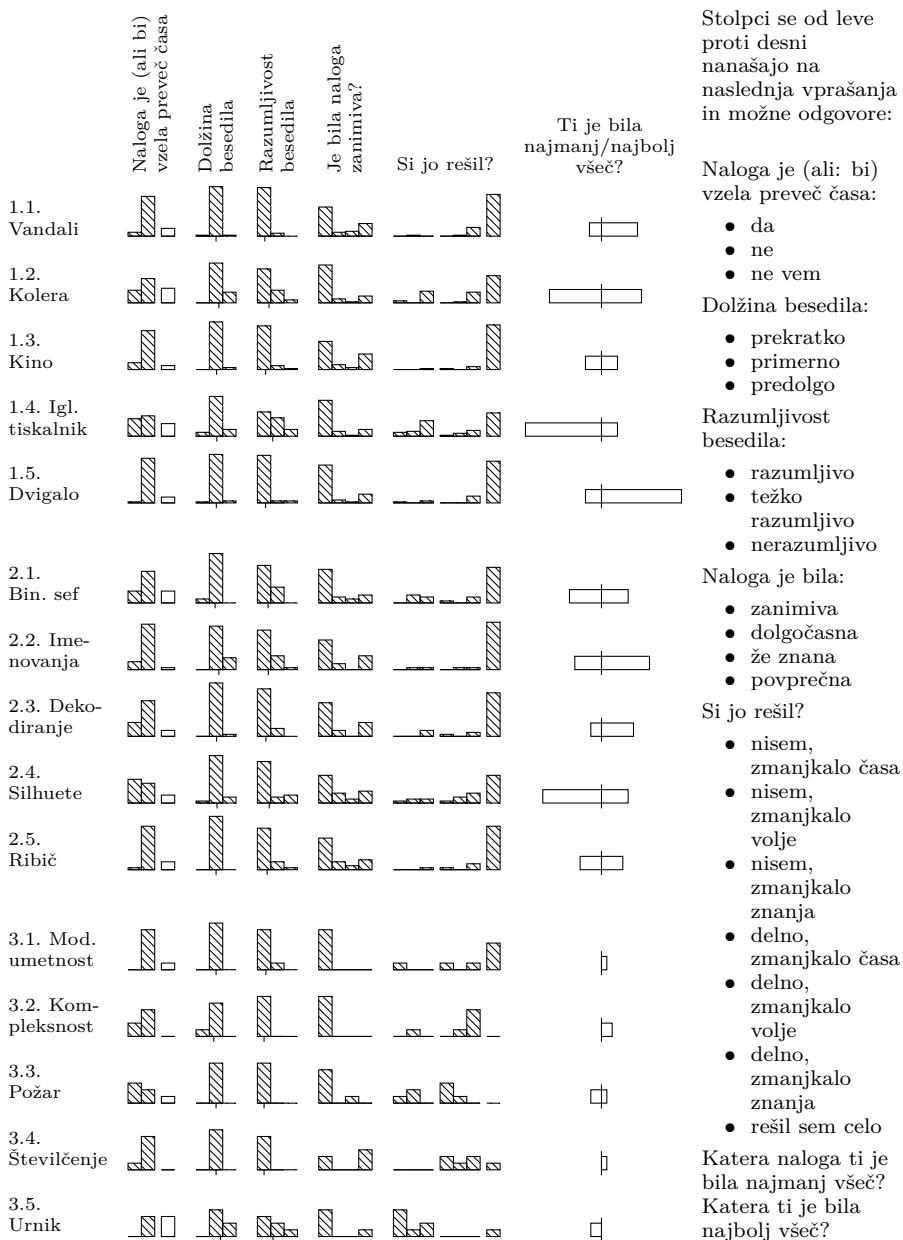 Naloga je (ali bi)
vzela preveč časa
Dolžina
besedila
Razumljivost
besedila
Je bila naloga
zanimiva?
Si jo rešil?
Ti je bila
najmanj/najbolj
všeč?
1.1.
Vandali
1.2.
Kolera
1.3.
Kino
1.4. Igl.
tiskalnik
1.5.
Dvigalo
2.1.
Bin. sef
2.2. Ime-
novanja
2.3. Deko-
diranje
2.4.
Silhuete
2.5.
Ribič
3.1. Mod.
umetnost
3.2. Kom-
pleksnost
3.3.
Požar
3.4.
Številčenje
3.5.
Urnik
Stolpci se od leve
proti desni
nanašajo na
naslednja vprašanja
in možne odgovore:
Naloga je (ali: bi)
vzela preveč časa:
• da
• ne
• ne vem
Dolžina besedila:
• prekratko
• primerno
• predolgo
Razumljivost
besedila:
• razumljivo
• težko
razumljivo
• nerazumljivo
Naloga je bila:
• zanimiva
• dolgočasna
• že znana
• povprečna
Si jo rešil?
• nisem,
zmanjkalo časa
• nisem,
zmanjkalo
volje
• nisem,
zmanjkalo
znanja
• delno,
zmanjkalo časa
• delno,
zmanjkalo
volje
• delno,
zmanjkalo
znanja
• rešil sem celo
Katera naloga ti je
bila najmanj všeč?
Katera ti je bila
najbolj všeč?